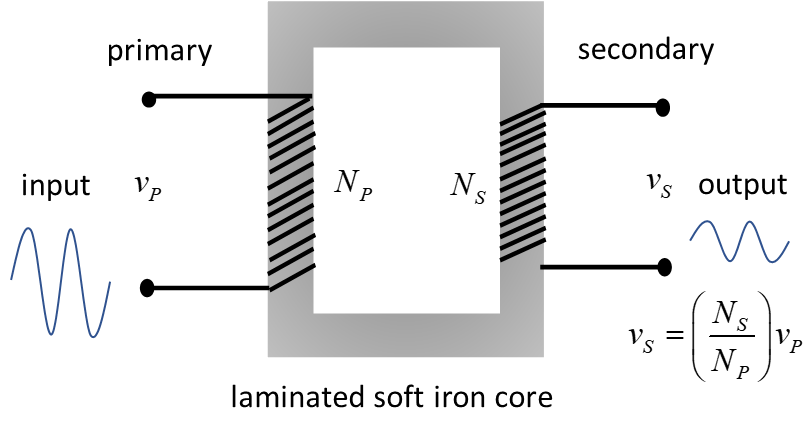 primary
secondary
input
v_P
N_P
N_S
v_S
output
v_S = (N_S / N_P) v_P
laminated soft iron core